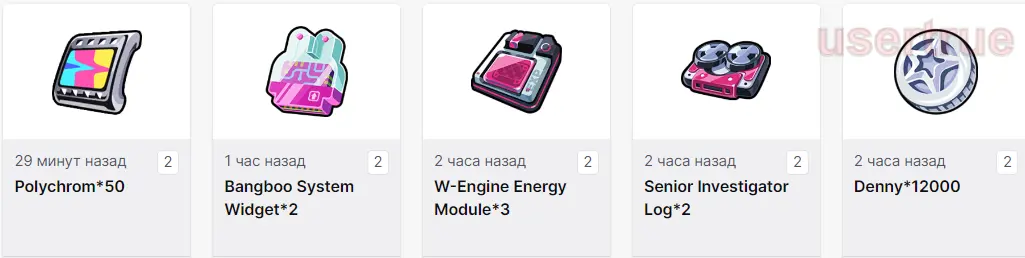 usertrue
29 минут назад 2
Polychrom*50
1 час назад 2
Bangboo System
Widget*2
2 часа назад 2
W-Engine Energy
Module*3
2 часа назад 2
Senior Investigator
Log*2
2 часа назад 2
Denny*12000